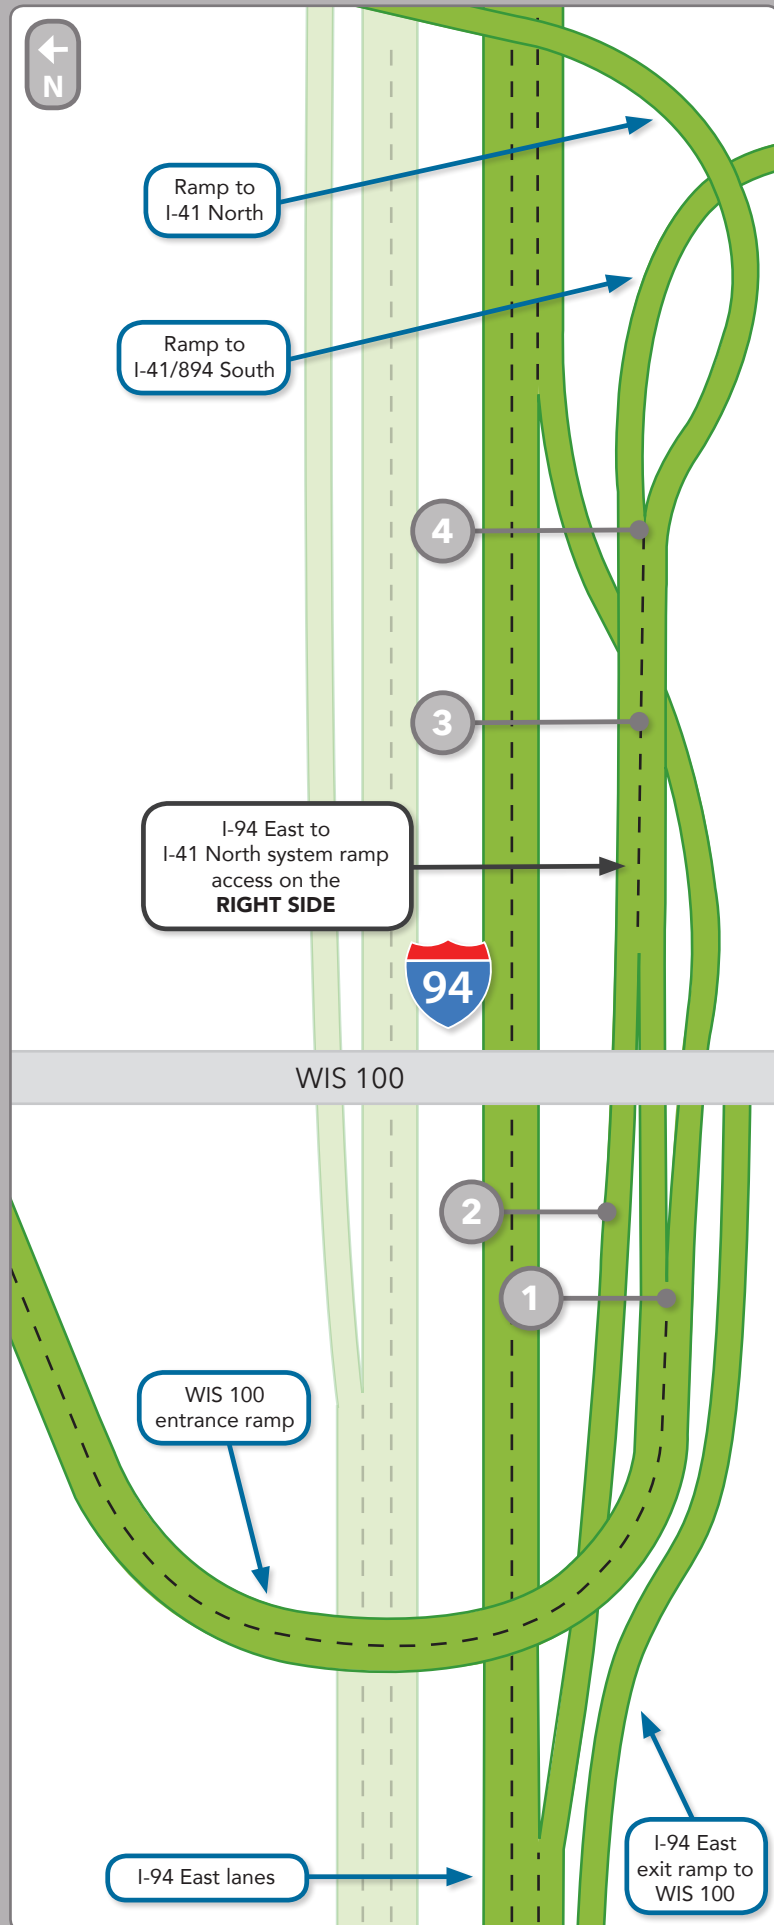 N
Ramp to
I-41 North
Ramp to
I-41/894 South
4
3
I-94 East to
I-41 North system ramp
access on the
RIGHT SIDE
94
WIS 100
2
1
WIS 100
entrance ramp
I-94 East lanes
I-94 East
exit ramp to
WIS 100